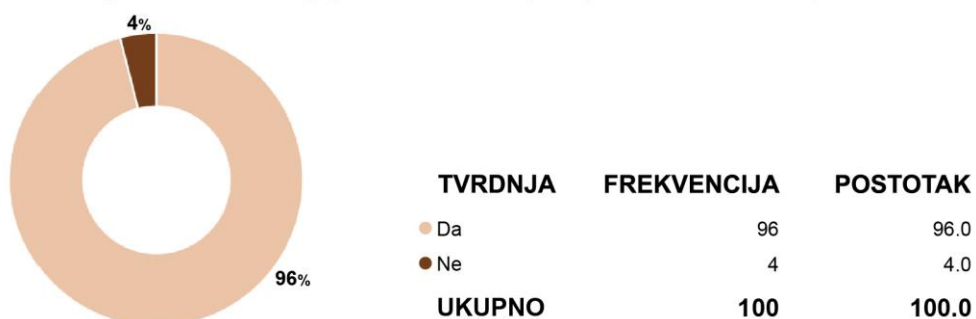 4%
96%
TVRDNJA FREKVENCIJA POSTOTAK
Da 96 96.0
Ne 4 4.0
UKUPNO 100 100.0